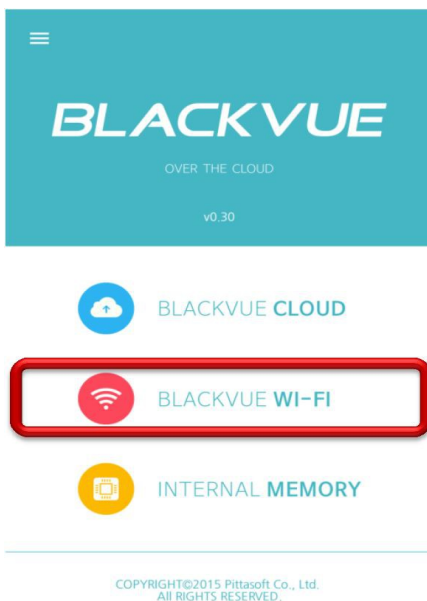 BLACKVUE
OVER THE CLOUD
v0.30
BLACKVUE CLOUD
BLACKVUE WI-FI
INTERNAL MEMORY
COPYRIGHT©2015 Pittasoft Co., Ltd.
All RIGHTS RESERVED.